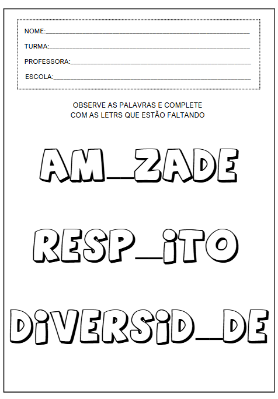 NOME:
TURMA:
PROFESSORA:
ESCOLA:
OBSERVE AS PALAVRAS E COMPLETE
COM AS LETRS QUE ESTÃO FALTANDO
AM_ZADE
RESP_iTO
DiVERSiD_DE